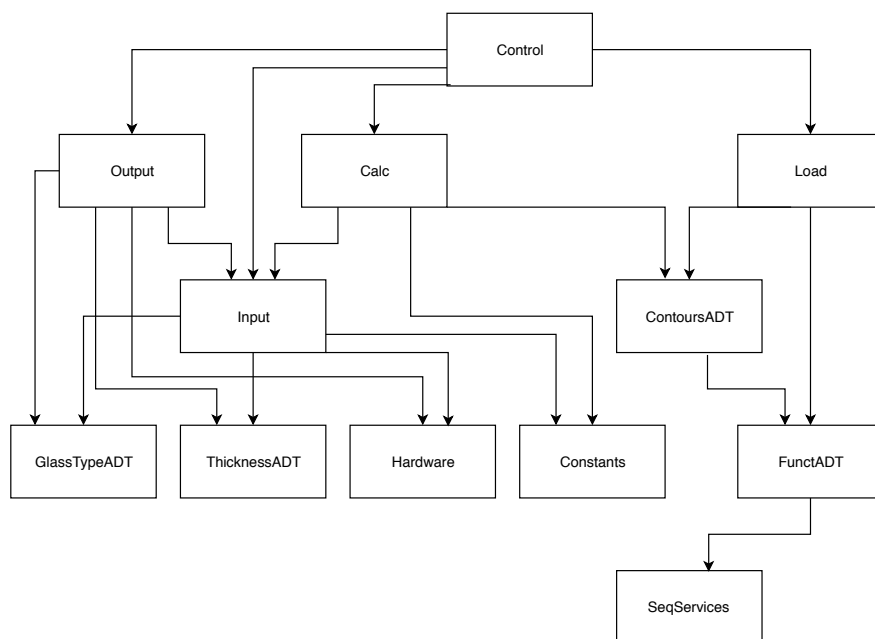 Control
Output
Calc
Load
Input
ContoursADT
GlassTypeADT
ThicknessADT
Hardware
Constants
FunctADT
SeqServices